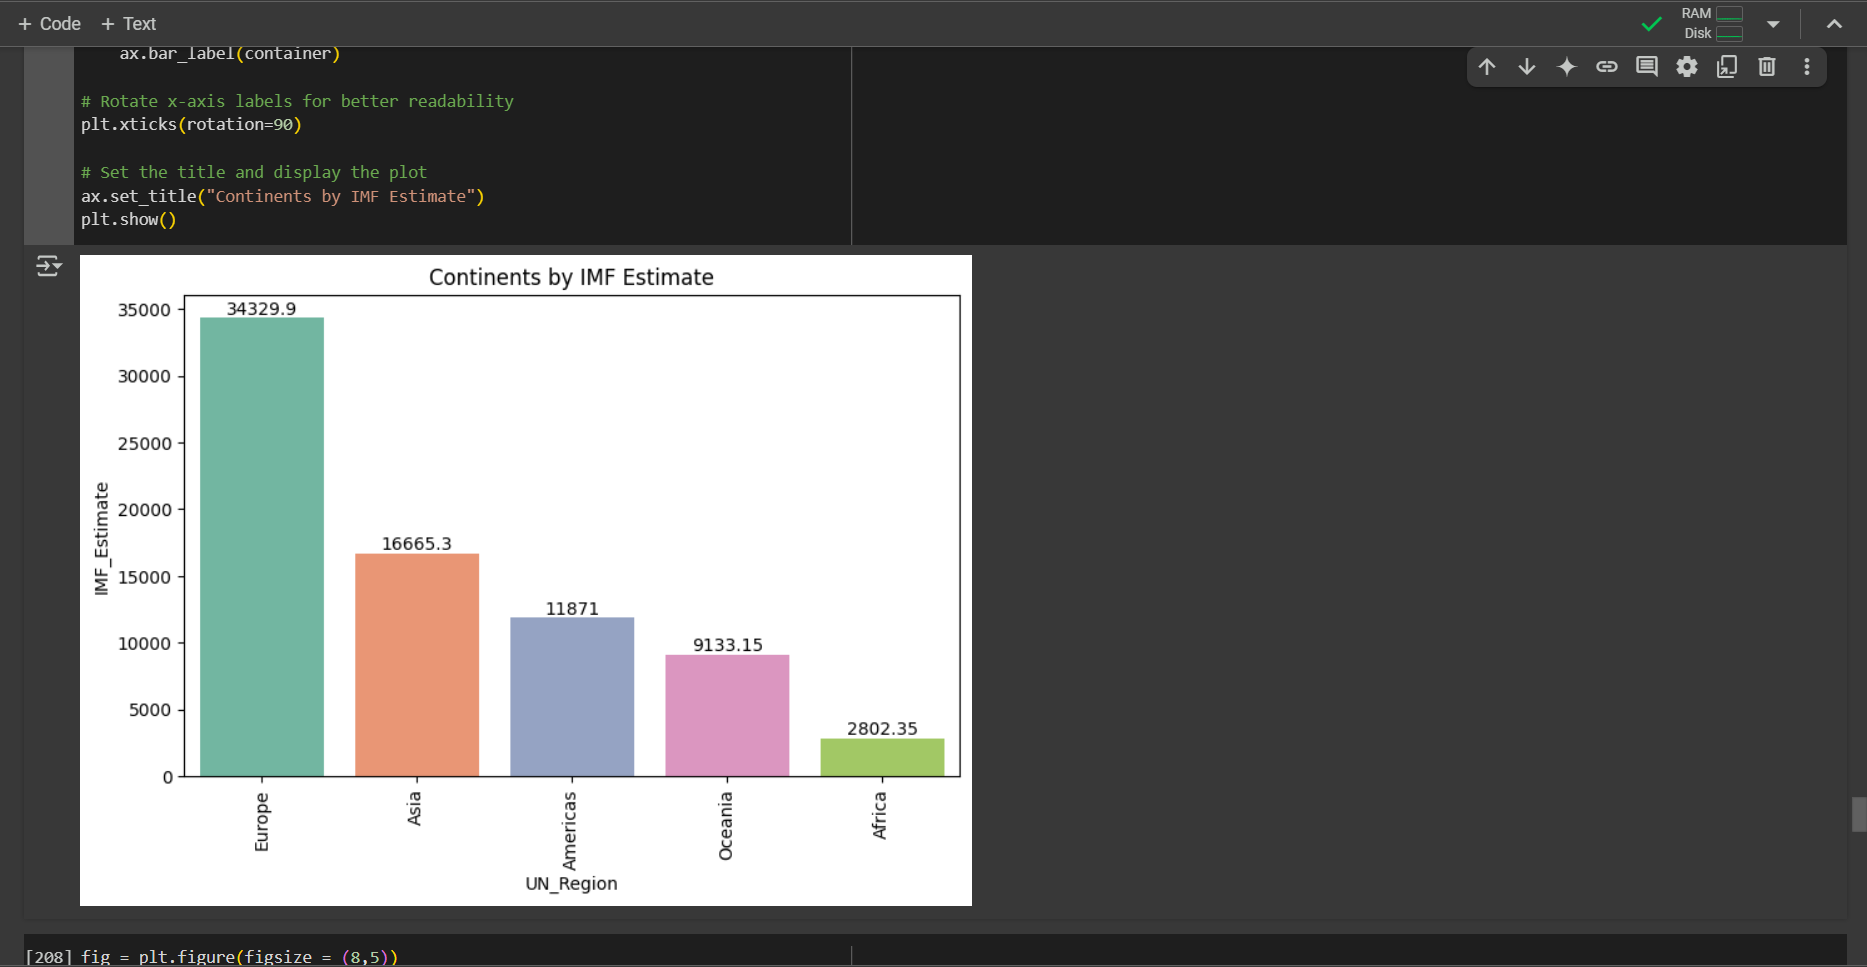 + Code + Text
RAM
Disk
ax.bar_label(container)
# Rotate x-axis labels for better readability
plt.xticks(rotation=90)
# Set the title and display the plot
ax.set_title("Continents by IMF Estimate")
plt.show()
Continents by IMF Estimate
35000
30000
25000
20000
15000
10000
5000
0
IMF_Estimate
34329.9
16665.3
11871
9133.15
2802.35
Europe
Asia
Americas
Oceania
Africa
UN_Region
[208] fig = plt.figure(figsize = (8,5))